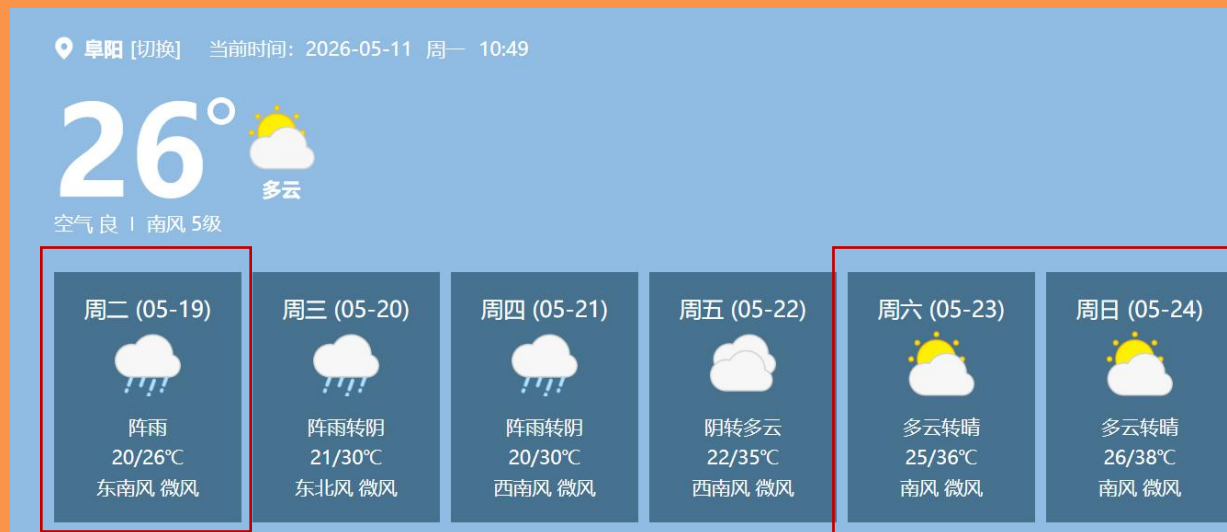 阜阳 [切换] 当前时间：2026-05-11 周一 10:49
26°
多云
空气 良 | 南风 5级
周二 (05-19)
阵雨
20/26℃
东南风 微风
周三 (05-20)
阵雨转阴
21/30℃
东北风 微风
周四 (05-21)
阵雨转阴
20/30℃
西南风 微风
周五 (05-22)
阴转多云
22/35℃
西南风 微风
周六 (05-23)
多云转晴
25/36℃
南风 微风
周日 (05-24)
多云转晴
26/38℃
南风 微风